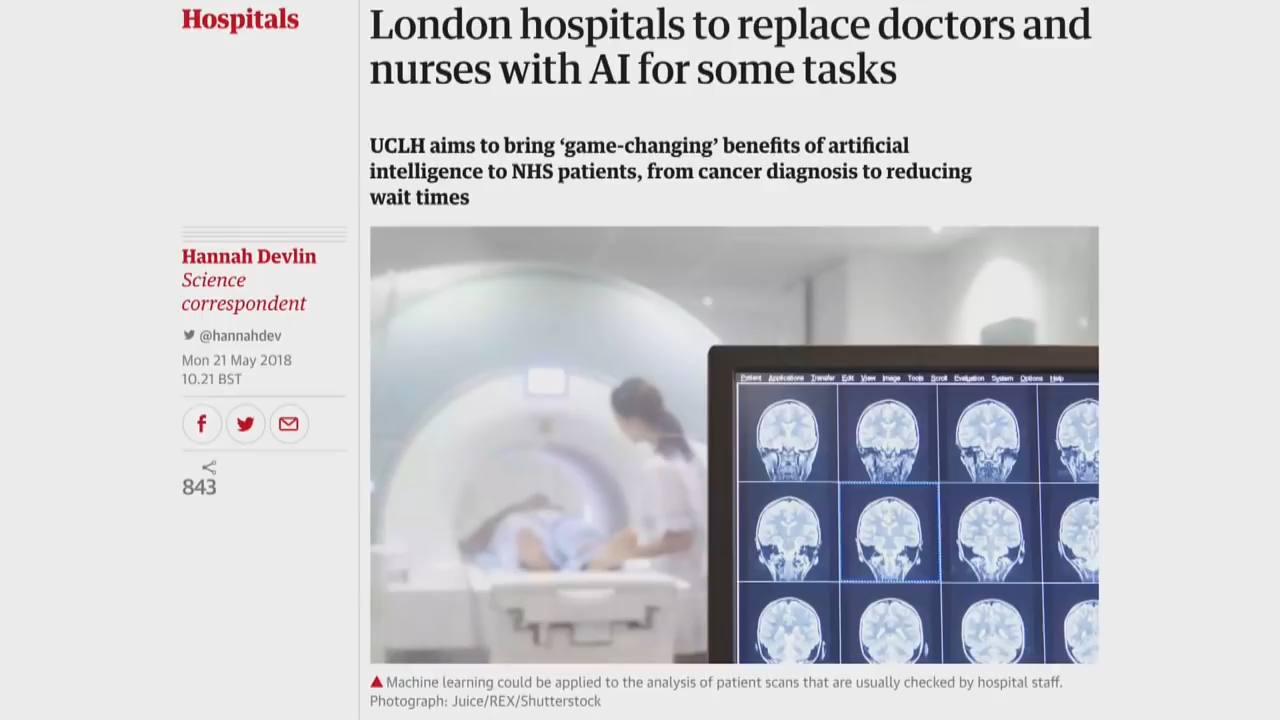 Hospitals
London hospitals to replace doctors and
nurses with AI for some tasks
UCLH aims to bring ‘game-changing’ benefits of artificial
intelligence to NHS patients, from cancer diagnosis to reducing
wait times
Hannah Devlin
Science
correspondent
@hannahdev
Mon 21 May 2018
10.21 BST
843
Patient Applications Transfer Edit View Image Tools Scroll Evaluation System Options Help
Machine learning could be applied to the analysis of patient scans that are usually checked by hospital staff.
Photograph: Juice/REX/Shutterstock